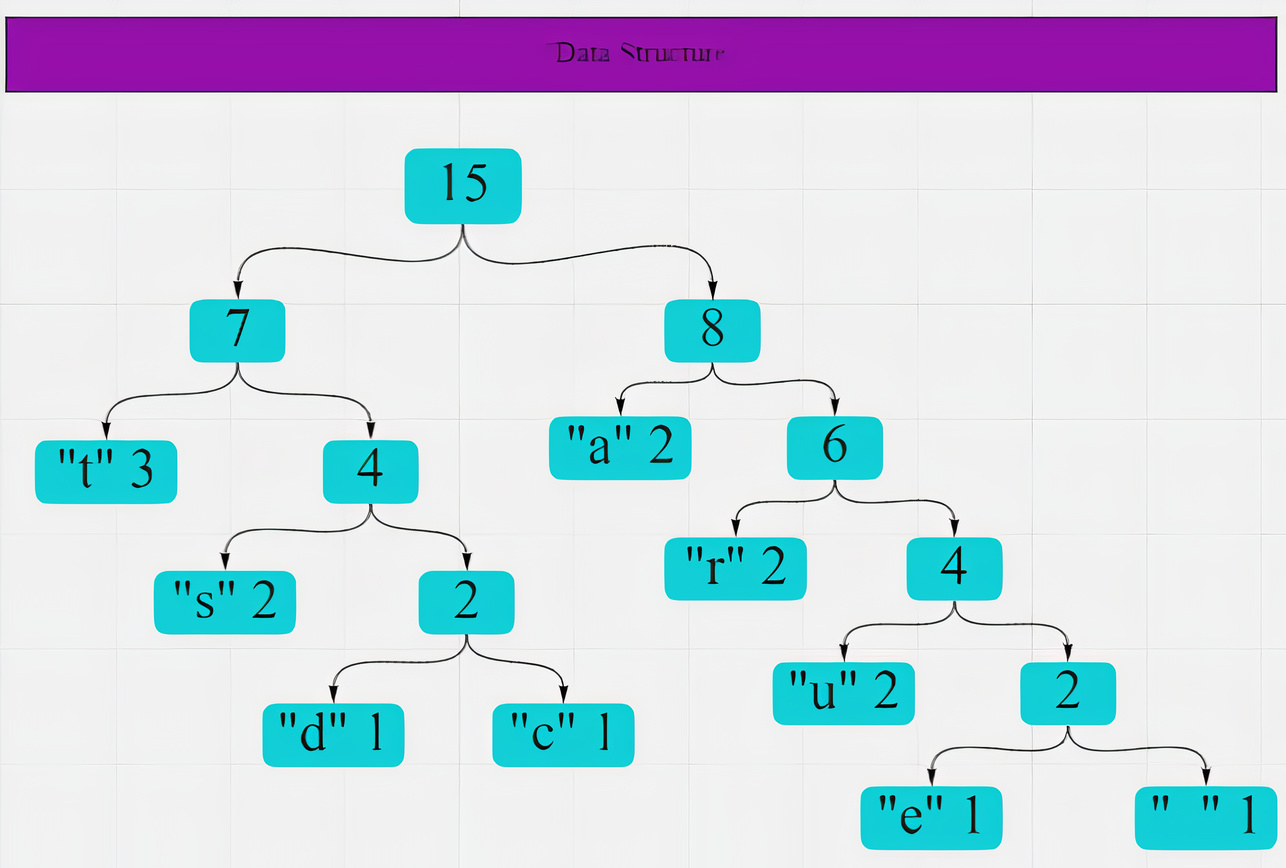 Data Structure
15
7
8
"t" 3
4
"a" 2
6
"s" 2
2
"r" 2
4
"d" 1
"c" 1
"u" 2
2
"e" 1
" " 1